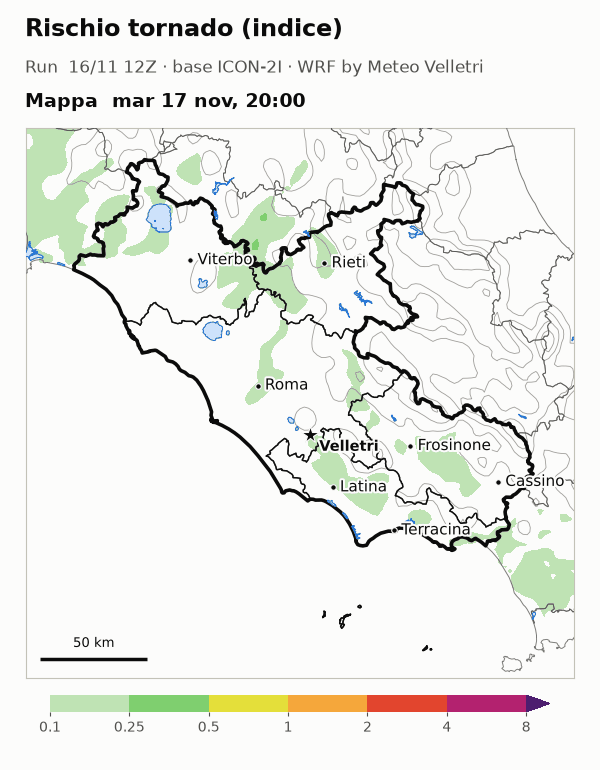 Rischio tornado (indice)
Run  16/11 12Z · base ICON-2I · WRF by Meteo Velletri
Mappa  mar 17 nov, 20:00
Viterbo
Rieti
Roma
Velletri
Frosinone
Latina
Cassino
Terracina
50 km
0.1 0.25 0.5 1 2 4 8